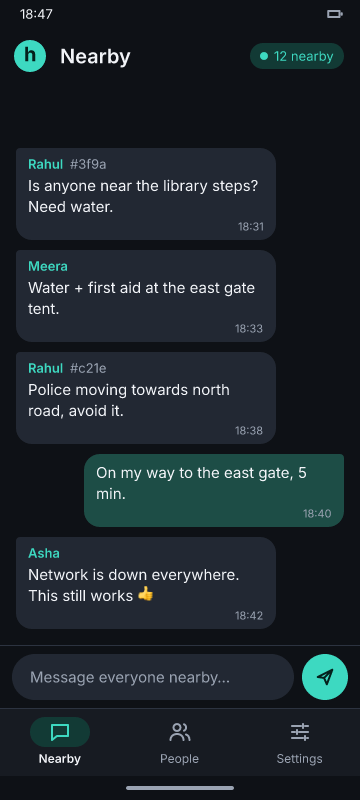 18:47
h
Nearby
12 nearby
Rahul #3f9a
Is anyone near the library steps?
Need water.
18:31
Meera
Water + first aid at the east gate
tent.
18:33
Rahul #c21e
Police moving towards north
road, avoid it.
18:38
On my way to the east gate, 5
min.
18:40
Asha
Network is down everywhere.
This still works 👍
18:42
Message everyone nearby...
Nearby People Settings